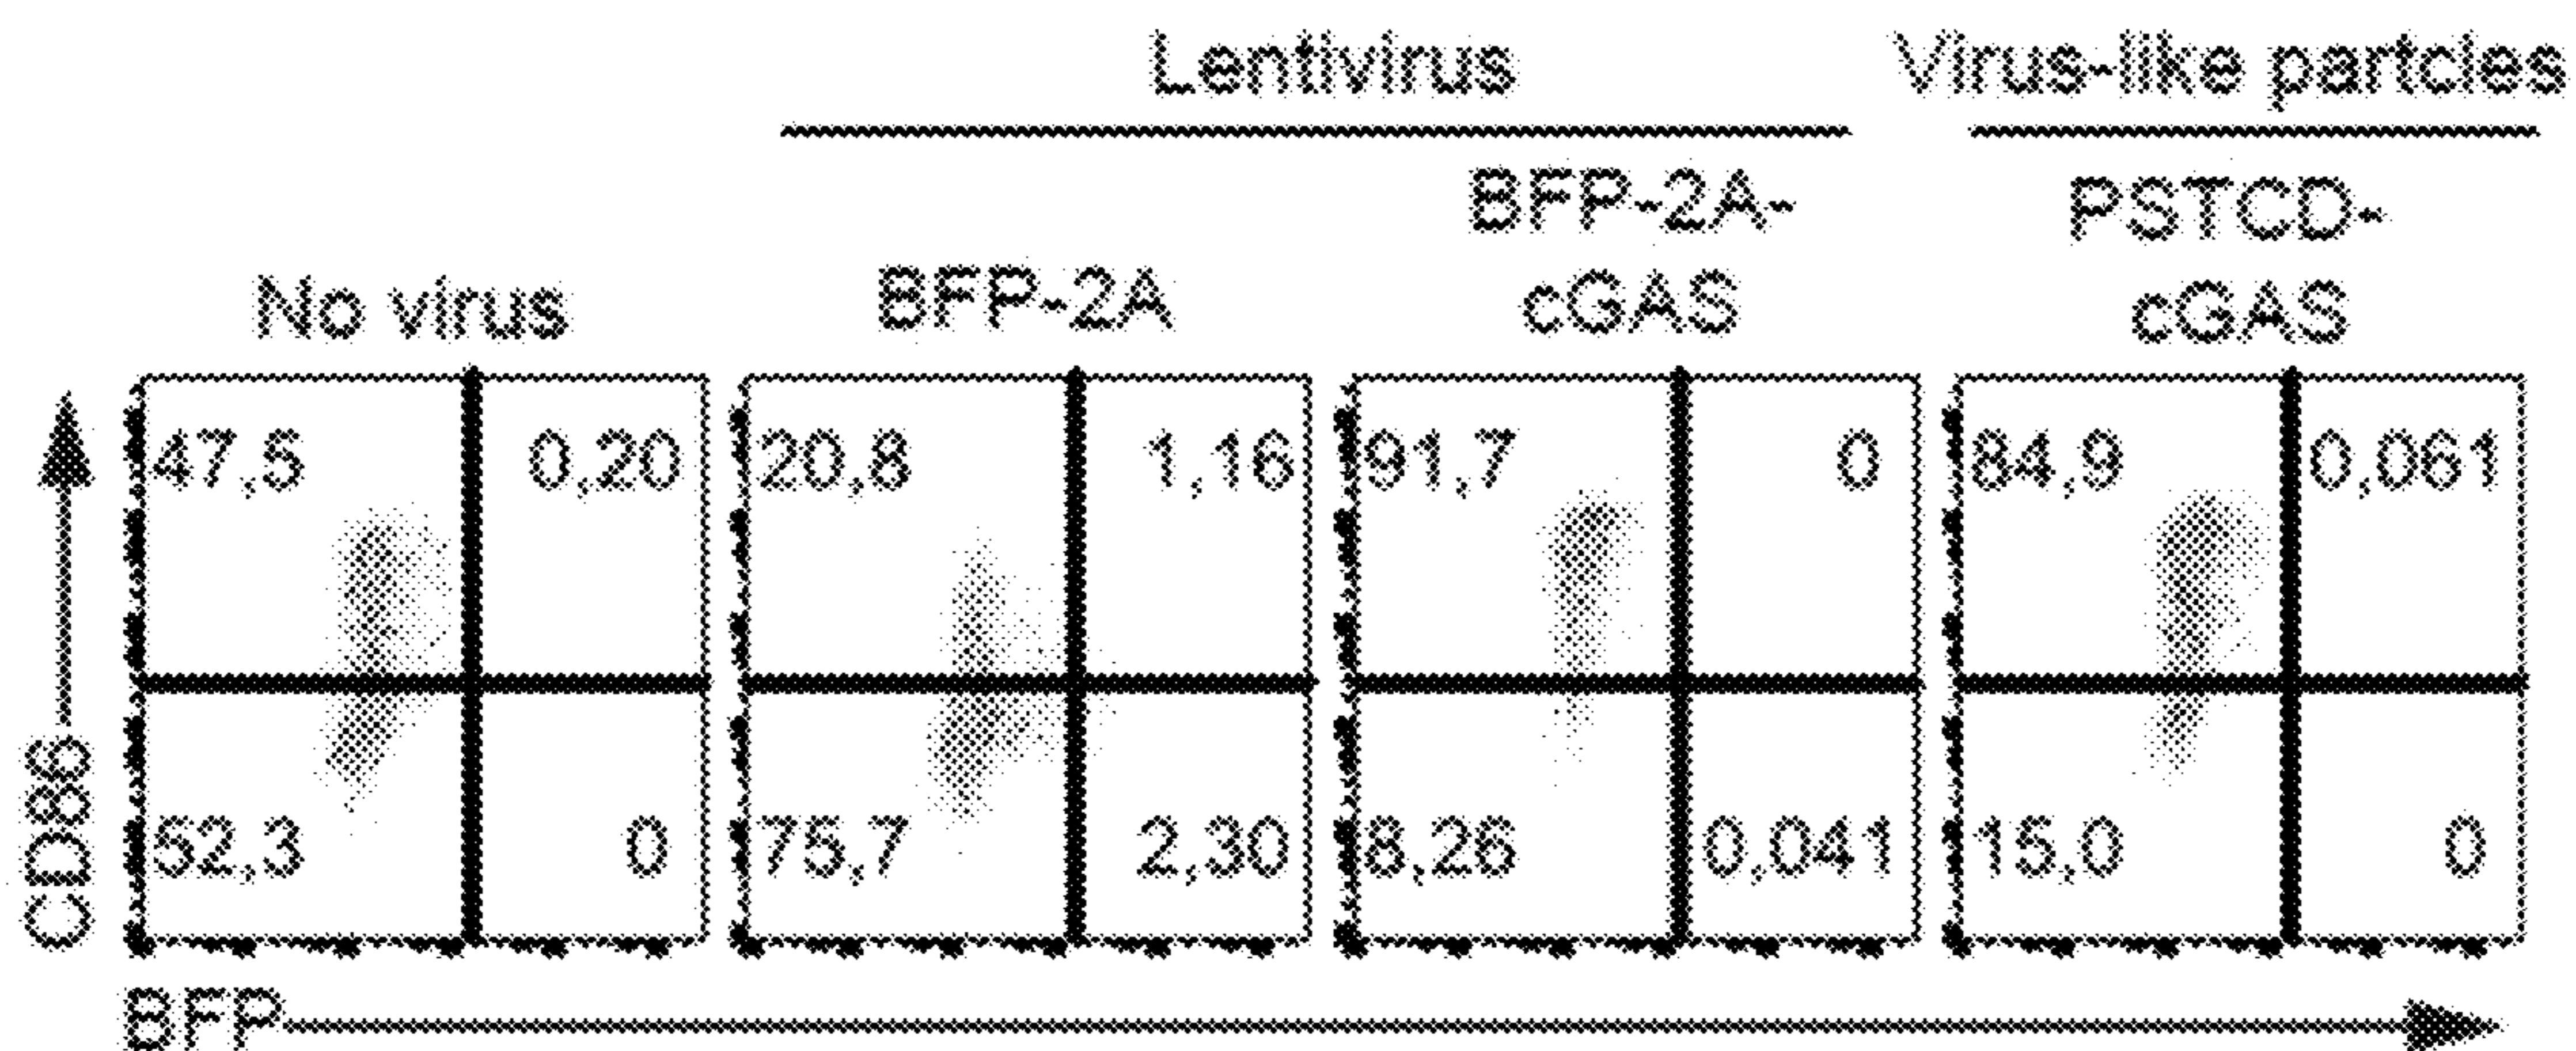 Lentivirus
Virus-like partcles
BFP-2A-
PSTCD-
No virus
BFP-2A
cGAS
cGAS
47,5 0,20 20,8 1,16 91,7 0 84,9 0,061
CD86
52,3 0 75,7 2,30 8,26 0,041 15,0 0
BFP